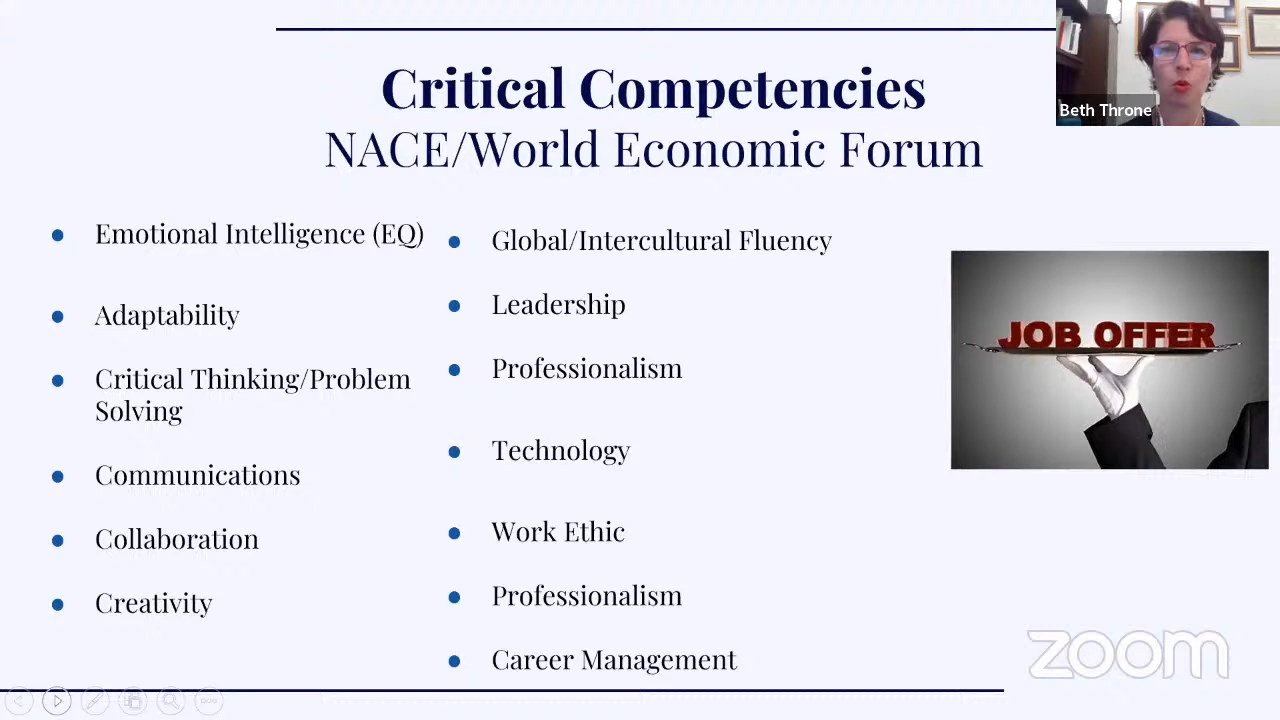 Critical Competencies
NACE/World Economic Forum
Beth Throne
Emotional Intelligence (EQ)
Adaptability
Critical Thinking/Problem
Solving
Communications
Collaboration
Creativity
Global/Intercultural Fluency
Leadership
Professionalism
Technology
Work Ethic
Professionalism
Career Management
JOB OFFER
zoom